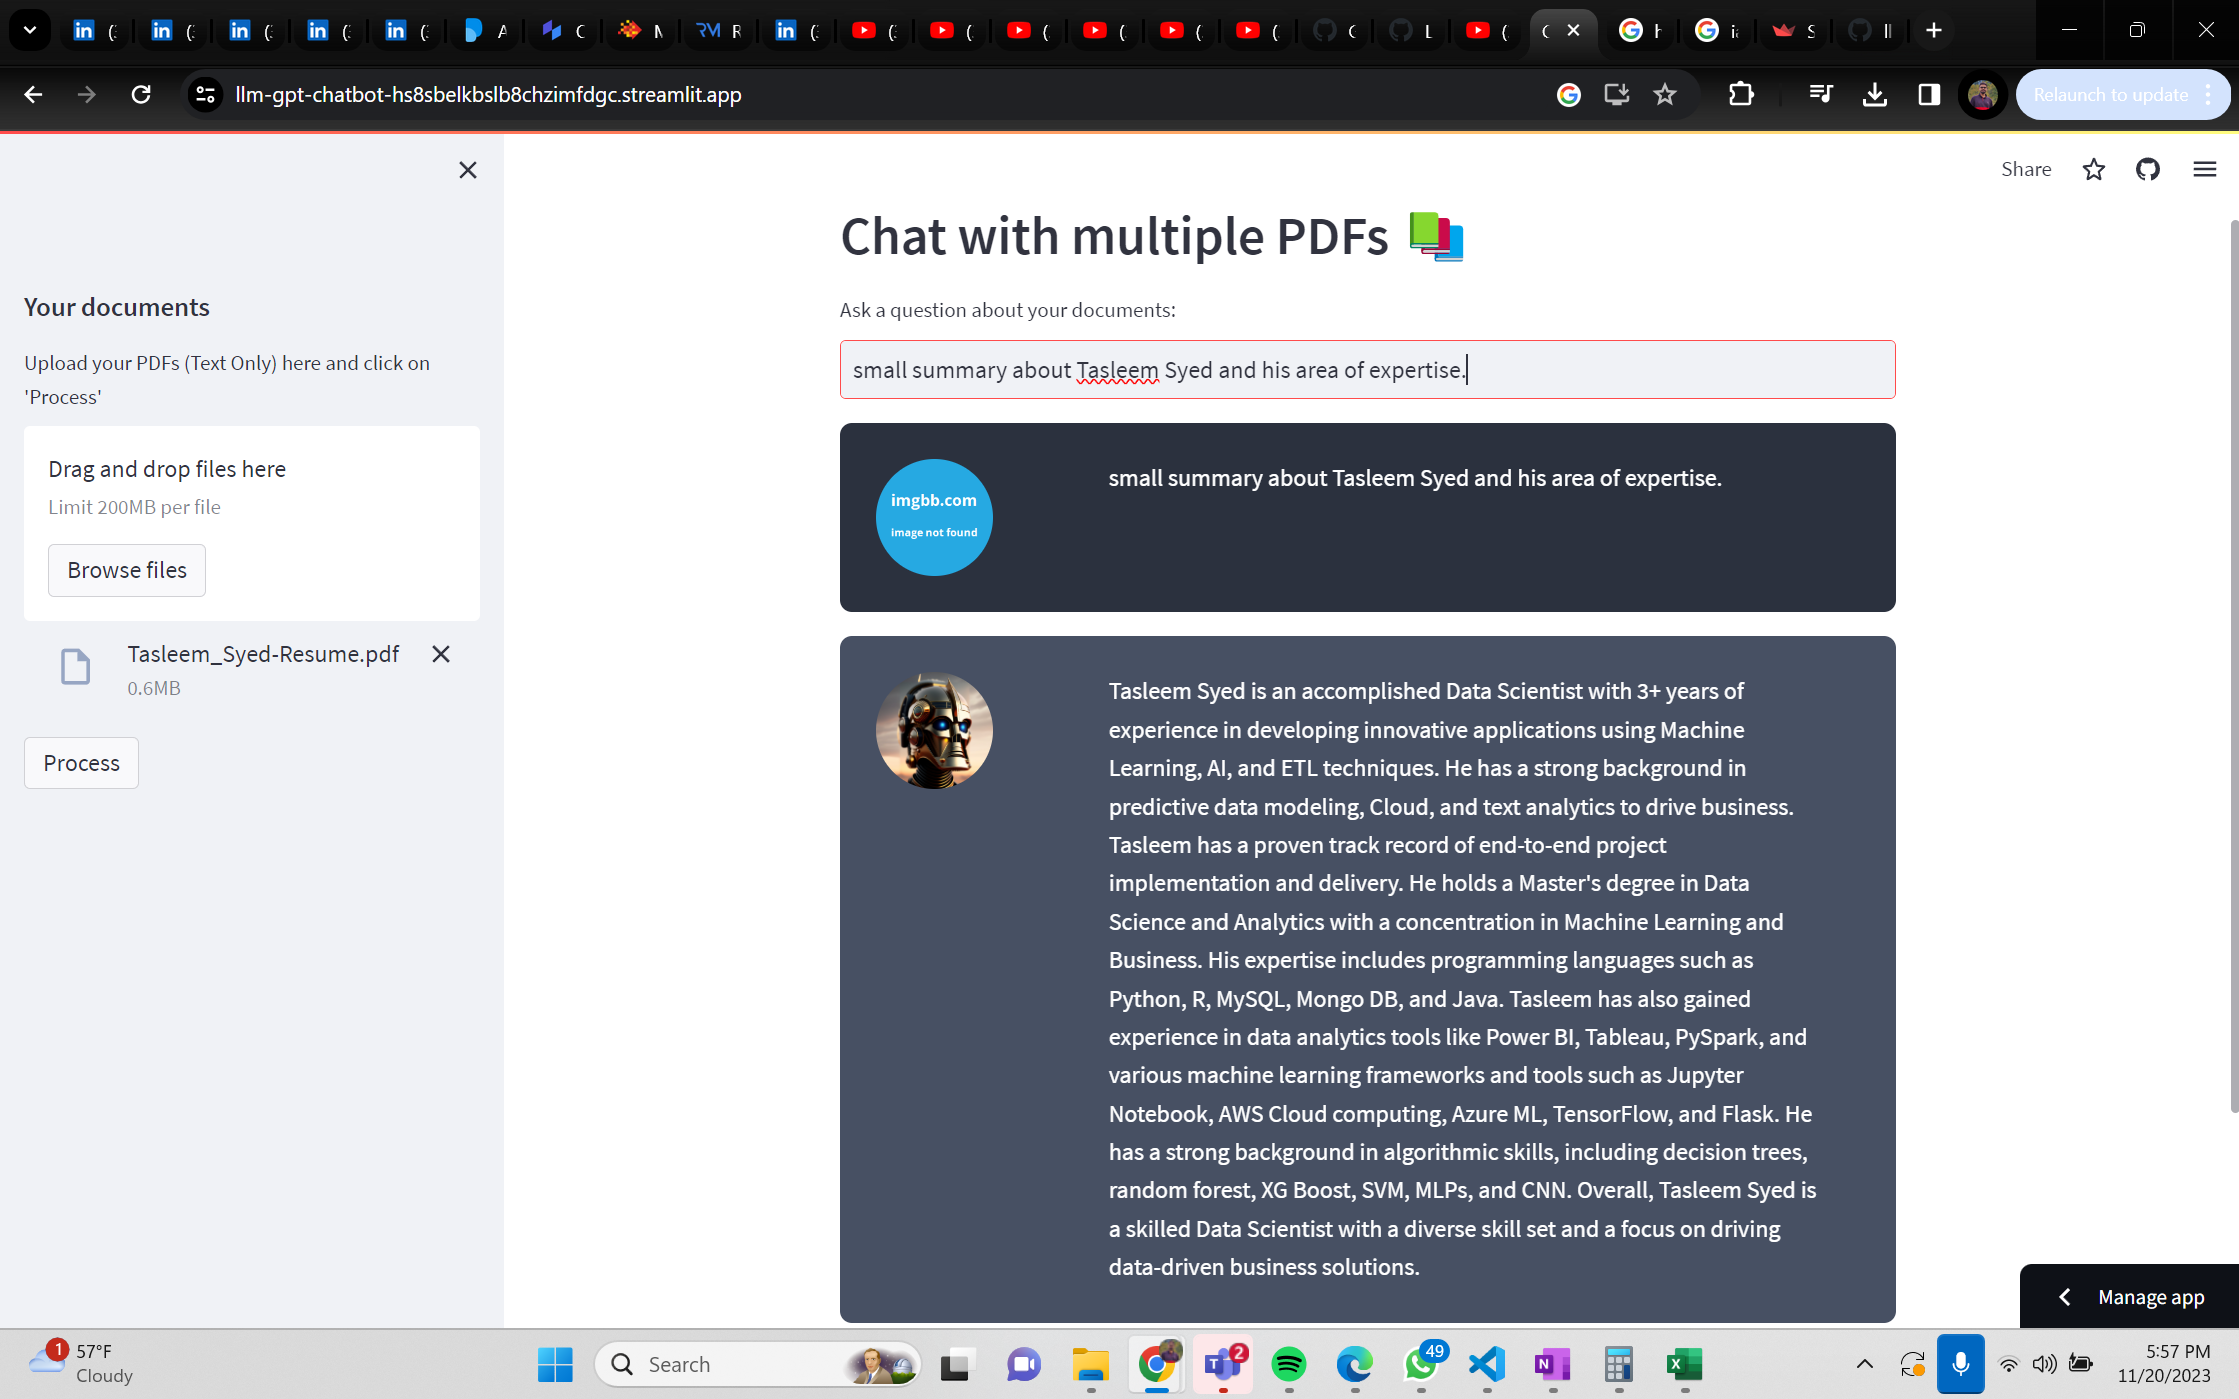 llm-gpt-chatbot-hs8sbelkbslb8chzimfdgc.streamlit.app
Relaunch to update
Share
Chat with multiple PDFs
Your documents
Upload your PDFs (Text Only) here and click on
'Process'
Drag and drop files here
Limit 200MB per file
Browse files
Tasleem_Syed-Resume.pdf
0.6MB
Process
Ask a question about your documents:
small summary about Tasleem Syed and his area of expertise.
imgbb.com
image not found
small summary about Tasleem Syed and his area of expertise.
Tasleem Syed is an accomplished Data Scientist with 3+ years of
experience in developing innovative applications using Machine
Learning, AI, and ETL techniques. He has a strong background in
predictive data modeling, Cloud, and text analytics to drive business.
Tasleem has a proven track record of end-to-end project
implementation and delivery. He holds a Master's degree in Data
Science and Analytics with a concentration in Machine Learning and
Business. His expertise includes programming languages such as
Python, R, MySQL, Mongo DB, and Java. Tasleem has also gained
experience in data analytics tools like Power BI, Tableau, PySpark, and
various machine learning frameworks and tools such as Jupyter
Notebook, AWS Cloud computing, Azure ML, TensorFlow, and Flask. He
has a strong background in algorithmic skills, including decision trees,
random forest, XG Boost, SVM, MLPs, and CNN. Overall, Tasleem Syed is
a skilled Data Scientist with a diverse skill set and a focus on driving
data-driven business solutions.
Manage app
1
57°F
Cloudy
Search
2
49
5:57 PM
11/20/2023